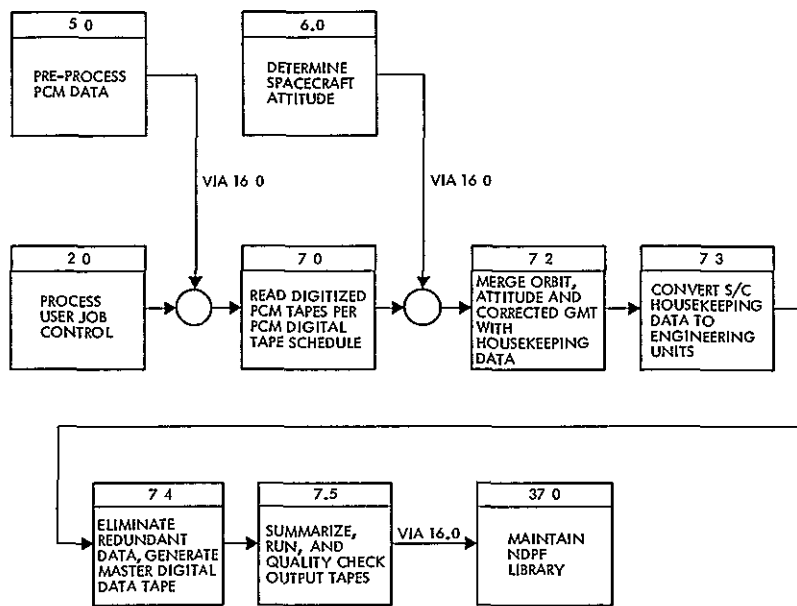 5 0
PRE-PROCESS
PCM DATA
6.0
DETERMINE
SPACECRAFT
ATTITUDE
VIA 16 0
VIA 16 0
2 0
PROCESS
USER JOB
CONTROL
7 0
READ DIGITIZED
PCM TAPES PER
PCM DIGITAL
TAPE SCHEDULE
7 2
MERGE ORBIT,
ATTITUDE AND
CORRECTED GMT
WITH
HOUSEKEEPING
DATA
7 3
CONVERT S/C
HOUSEKEEPING
DATA TO
ENGINEERING
UNITS
7 4
ELIMINATE
REDUNDANT
DATA, GENERATE
MASTER DIGITAL
DATA TAPE
7.5
SUMMARIZE,
RUN, AND
QUALITY CHECK
OUTPUT TAPES
VIA 16.0
37 0
MAINTAIN
NDPF
LIBRARY